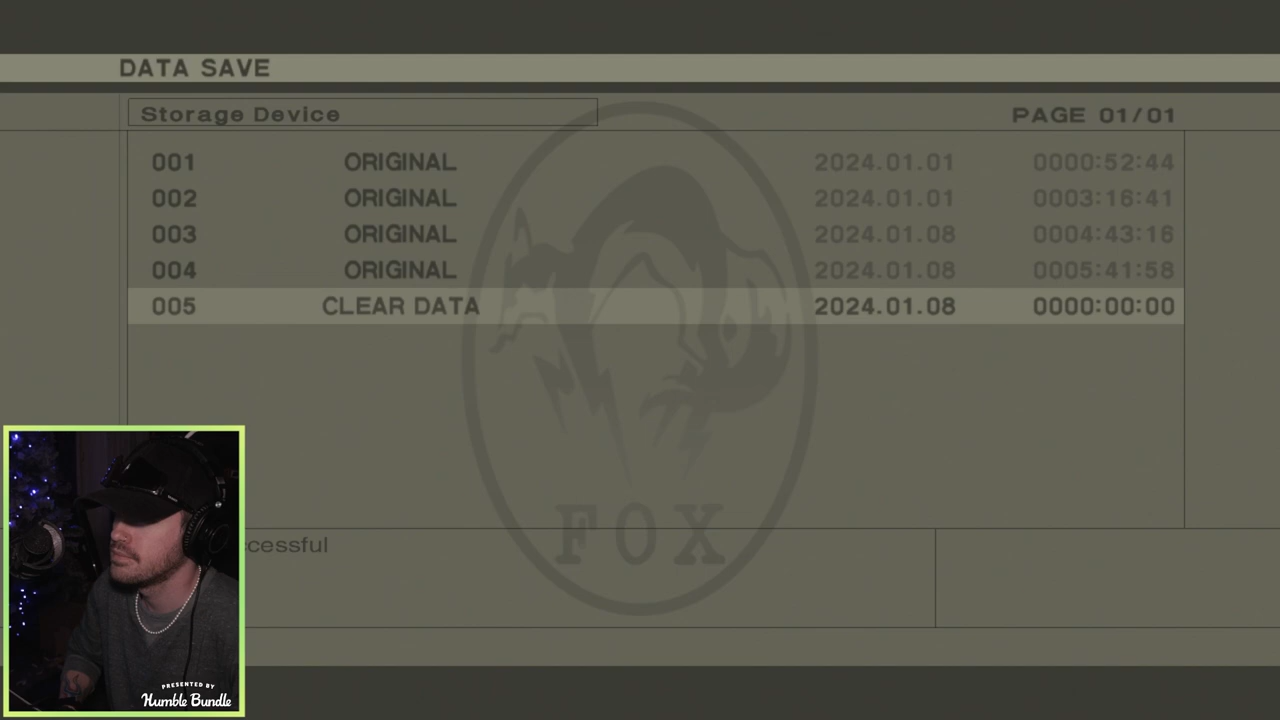 DATA SAVE
Storage Device PAGE 01/01
001 ORIGINAL 2024.01.01 0000:52:44
002 ORIGINAL 2024.01.01 0003:16:41
003 ORIGINAL 2024.01.08 0004:43:16
004 ORIGINAL 2024.01.08 0005:41:58
005 CLEAR DATA 2024.01.08 0000:00:00
FOX
ccessful
PRESENTED BY
Humble Bundle